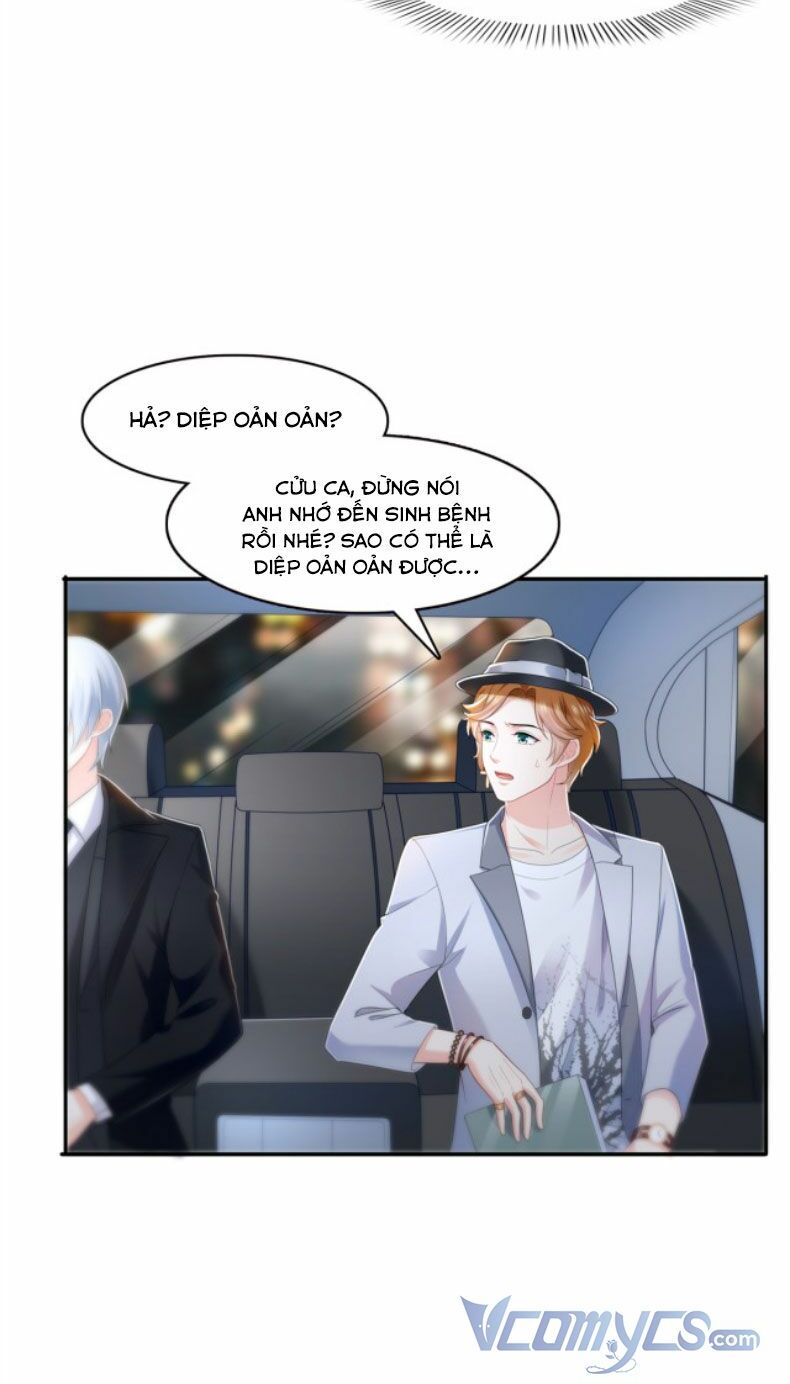 HẢ? DIỆP OẢN OẢN?
CỬU CA, ĐỪNG NÓI
ANH NHỚ ĐẾN SINH BỆNH
RỒI NHÉ? SAO CÓ THỂ LÀ
DIỆP OẢN OẢN ĐƯỢC...
VCOMYCS.com